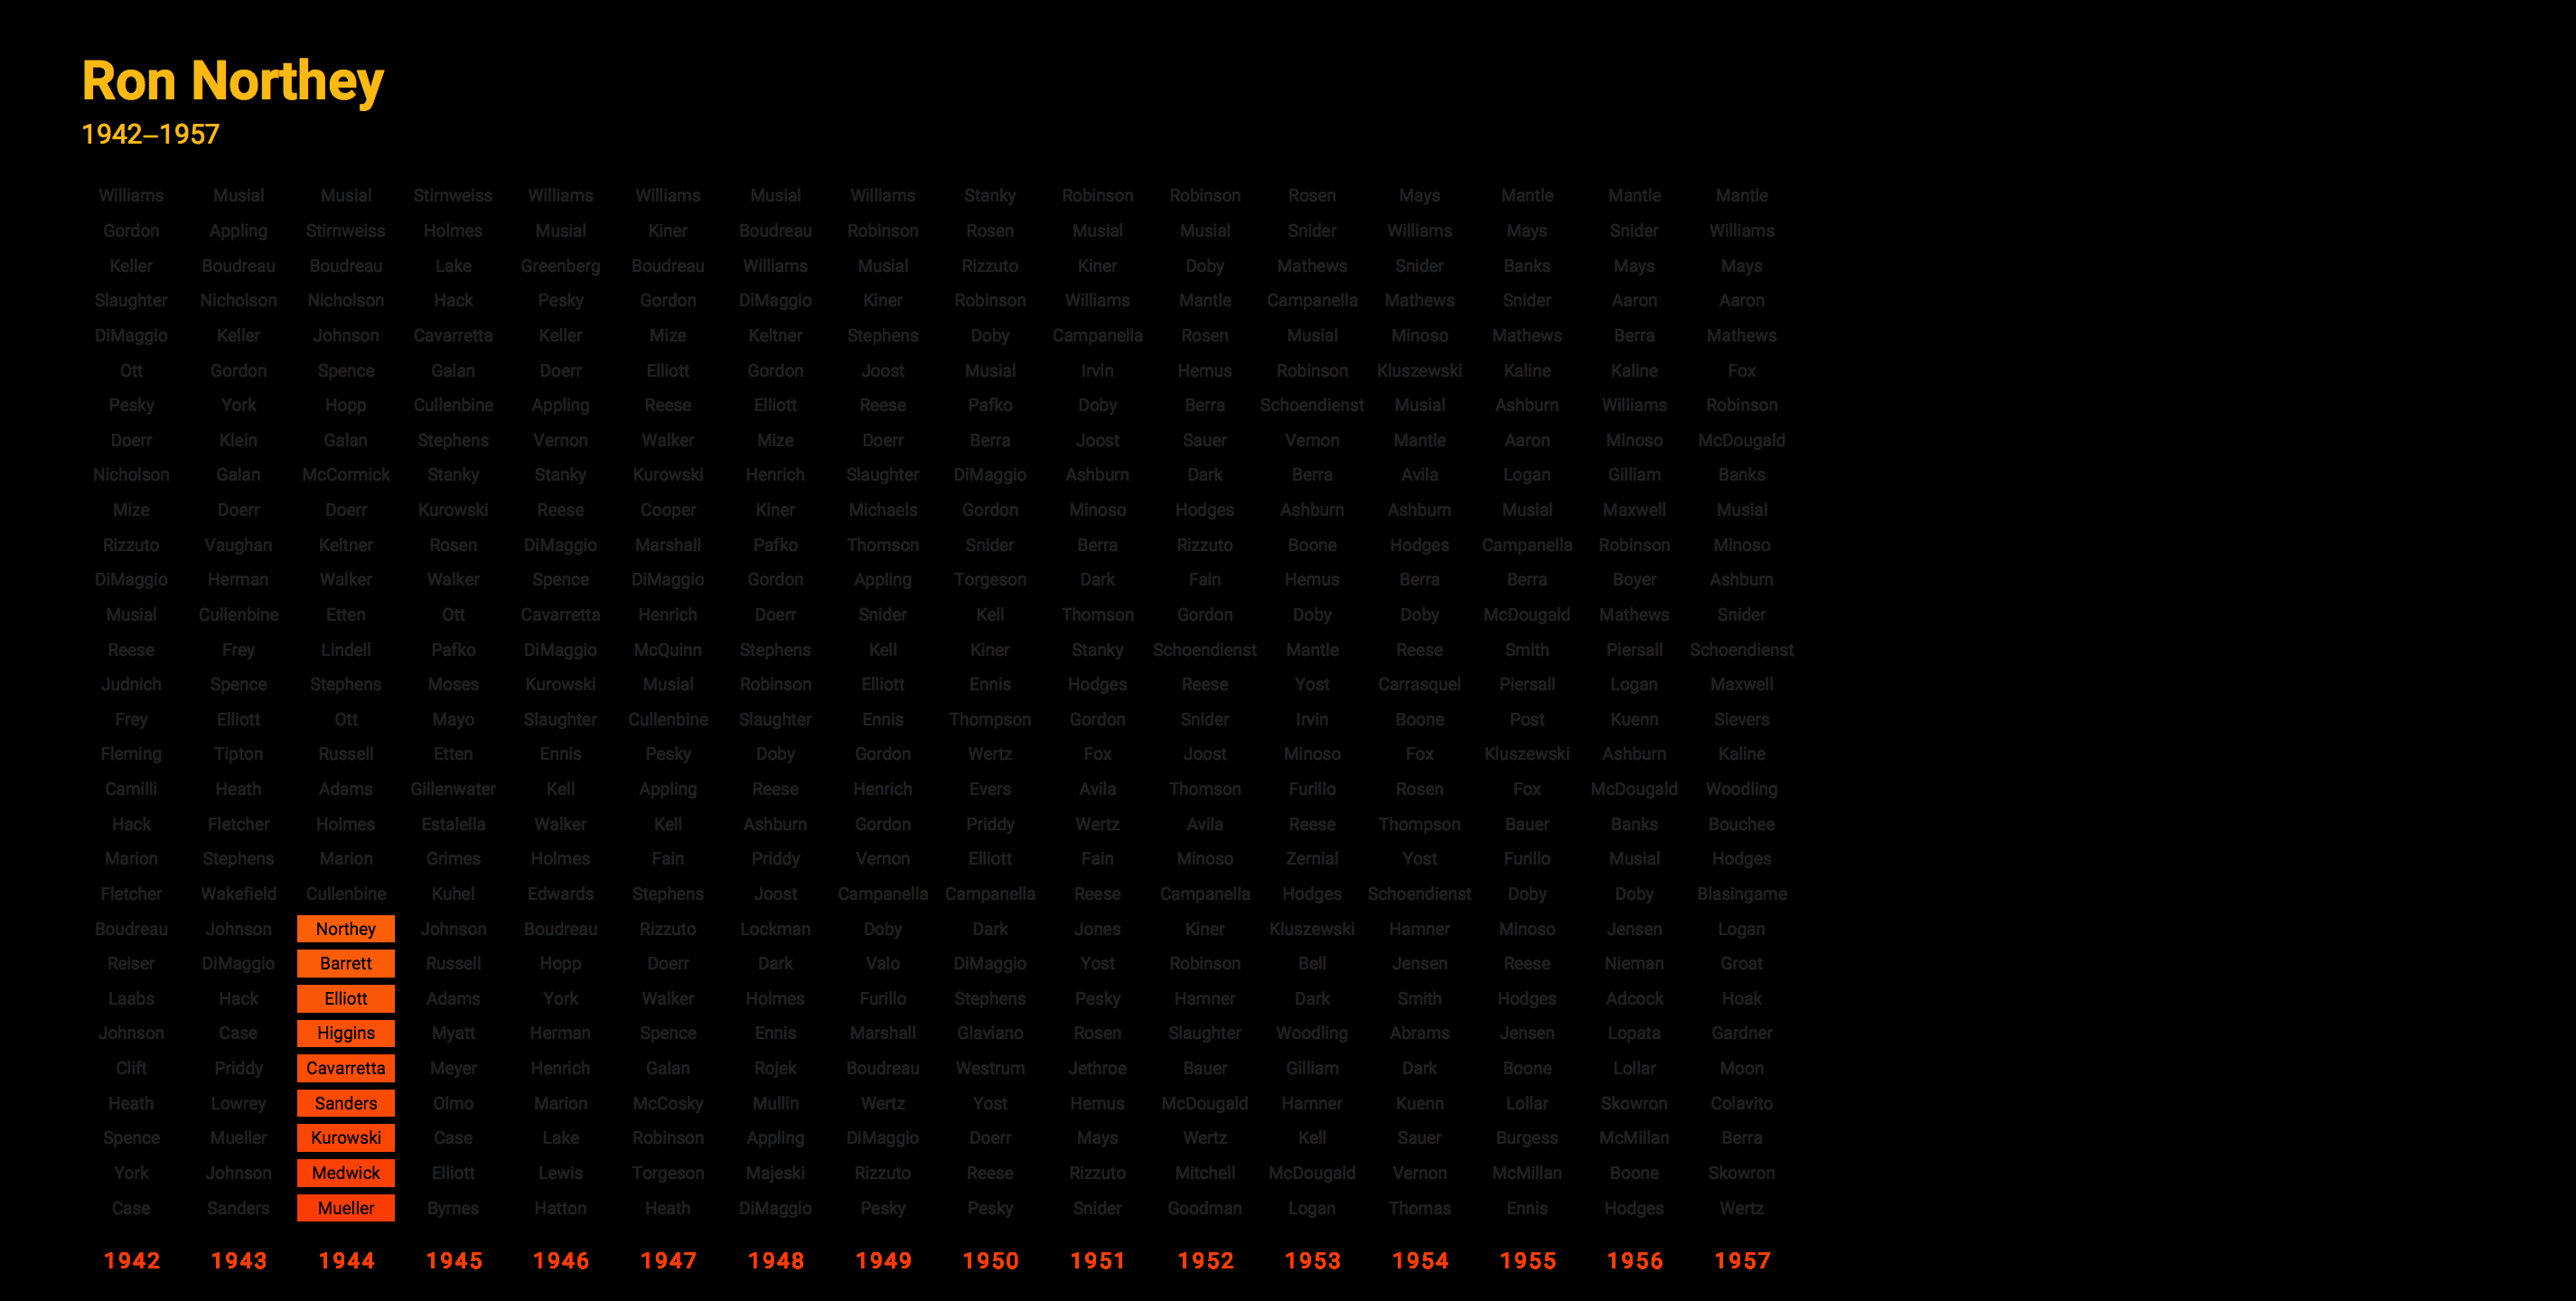 Ron Northey
1942–1957
Williams Musial Musial Stirnweiss Williams Williams Musial Williams Stanky Robinson Robinson Rosen Mays Mantle Mantle Mantle
Gordon Appling Stirnweiss Holmes Musial Kiner Boudreau Robinson Rosen Musial Musial Snider Williams Mays Snider Williams
Keller Boudreau Boudreau Lake Greenberg Boudreau Williams Musial Rizzuto Kiner Doby Mathews Snider Banks Mays Mays
Slaughter Nicholson Nicholson Hack Pesky Gordon DiMaggio Kiner Robinson Williams Mantle Campanella Mathews Snider Aaron Aaron
DiMaggio Keller Johnson Cavarretta Keller Mize Keltner Stephens Doby Campanella Rosen Musial Minoso Mathews Berra Mathews
Ott Gordon Spence Galan Doerr Elliott Gordon Joost Musial Irvin Hemus Robinson Kluszewski Kaline Kaline Fox
Pesky York Hopp Cullenbine Appling Reese Elliott Reese Pafko Doby Berra Schoendienst Musial Ashburn Williams Robinson
Doerr Klein Galan Stephens Vernon Walker Mize Doerr Berra Joost Sauer Vernon Mantle Aaron Minoso McDougald
Nicholson Galan McCormick Stanky Stanky Kurowski Henrich Slaughter DiMaggio Ashburn Dark Berra Avila Logan Gilliam Banks
Mize Doerr Doerr Kurowski Reese Cooper Kiner Michaels Gordon Minoso Hodges Ashburn Ashburn Musial Maxwell Musial
Rizzuto Vaughan Keltner Rosen DiMaggio Marshall Pafko Thomson Snider Berra Rizzuto Boone Hodges Campanella Robinson Minoso
DiMaggio Herman Walker Walker Spence DiMaggio Gordon Appling Torgeson Dark Fain Hemus Berra Berra Boyer Ashburn
Musial Cullenbine Etten Ott Cavarretta Henrich Doerr Snider Kell Thomson Gordon Doby Doby McDougald Mathews Snider
Reese Frey Lindell Pafko DiMaggio McQuinn Stephens Kell Kiner Stanky Schoendienst Mantle Reese Smith Piersall Schoendienst
Judnich Spence Stephens Moses Kurowski Musial Robinson Elliott Ennis Hodges Reese Yost Carrasquel Piersall Logan Maxwell
Frey Elliott Ott Mayo Slaughter Cullenbine Slaughter Ennis Thompson Gordon Snider Irvin Boone Post Kuenn Sievers
Fleming Tipton Russell Etten Ennis Pesky Doby Gordon Wertz Fox Joost Minoso Fox Kluszewski Ashburn Kaline
Camilli Heath Adams Gillenwater Kell Appling Reese Henrich Evers Avila Thomson Furillo Rosen Fox McDougald Woodling
Hack Fletcher Holmes Estalella Walker Kell Ashburn Gordon Priddy Wertz Avila Reese Thompson Bauer Banks Bouchee
Marion Stephens Marion Grimes Holmes Fain Priddy Vernon Elliott Fain Minoso Zernial Yost Furillo Musial Hodges
Fletcher Wakefield Cullenbine Kuhel Edwards Stephens Joost Campanella Campanella Reese Campanella Hodges Schoendienst Doby Doby Blasingame
Boudreau Johnson Northey Johnson Boudreau Rizzuto Lockman Doby Dark Jones Kiner Kluszewski Hamner Minoso Jensen Logan
Reiser DiMaggio Barrett Russell Hopp Doerr Dark Valo DiMaggio Yost Robinson Bell Jensen Reese Nieman Groat
Laabs Hack Elliott Adams York Walker Holmes Furillo Stephens Pesky Hamner Dark Smith Hodges Adcock Hoak
Johnson Case Higgins Myatt Herman Spence Ennis Marshall Glaviano Rosen Slaughter Woodling Abrams Jensen Lopata Gardner
Clift Priddy Cavarretta Meyer Henrich Galan Rojek Boudreau Westrum Jethroe Bauer Gilliam Dark Boone Lollar Moon
Heath Lowrey Sanders Olmo Marion McCosky Mullin Wertz Yost Hemus McDougald Hamner Kuenn Lollar Skowron Colavito
Spence Mueller Kurowski Case Lake Robinson Appling DiMaggio Doerr Mays Wertz Kell Sauer Burgess McMillan Berra
York Johnson Medwick Elliott Lewis Torgeson Majeski Rizzuto Reese Rizzuto Mitchell McDougald Vernon McMillan Boone Skowron
Case Sanders Mueller Byrnes Hatton Heath DiMaggio Pesky Pesky Snider Goodman Logan Thomas Ennis Hodges Wertz
1942 1943 1944 1945 1946 1947 1948 1949 1950 1951 1952 1953 1954 1955 1956 1957